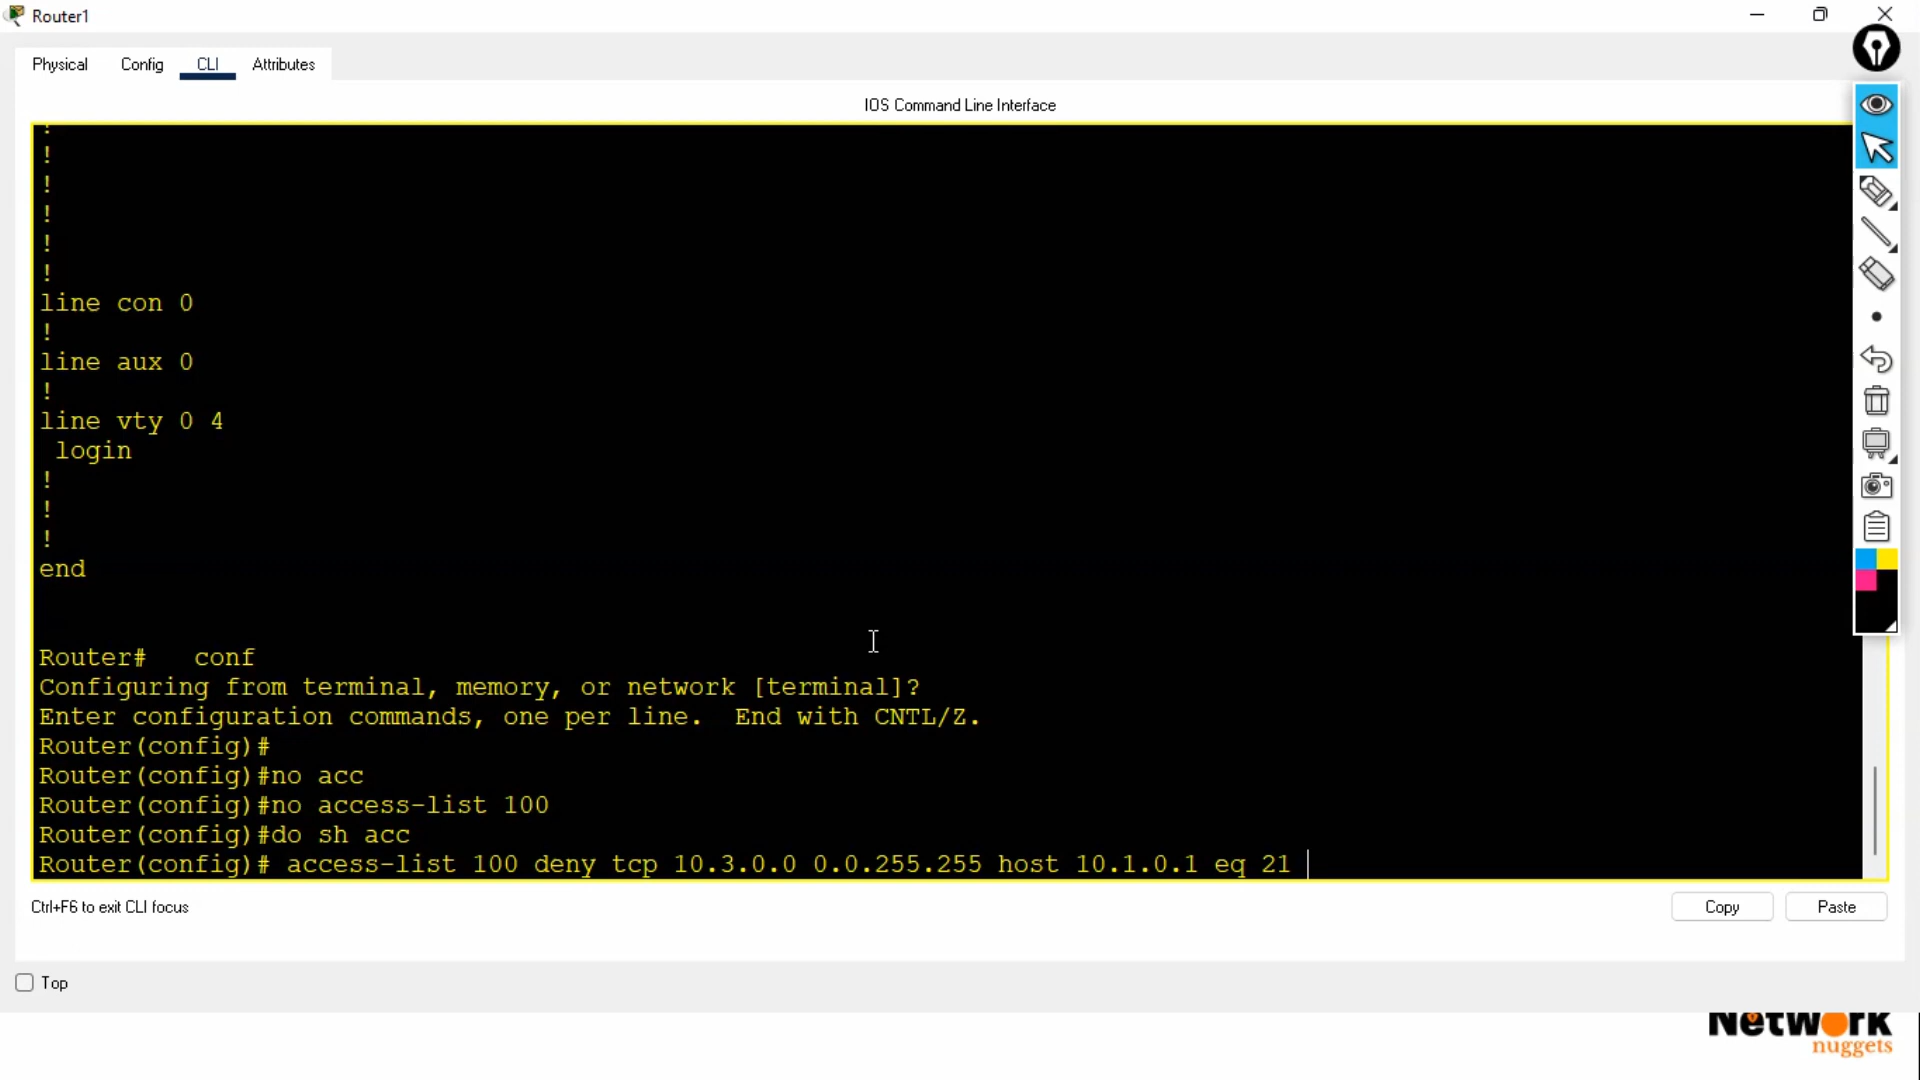 Router1
Physical Config CLI Attributes
IOS Command Line Interface
!
!
!
!
!
!
line con 0
!
line aux 0
!
line vty 0 4
login
!
!
!
end
Router# conf
Configuring from terminal, memory, or network [terminal]?
Enter configuration commands, one per line. End with CNTL/Z.
Router(config)#
Router(config)#no acc
Router(config)#no access-list 100
Router(config)#do sh acc
Router(config)# access-list 100 deny tcp 10.3.0.0 0.0.255.255 host 10.1.0.1 eq 21
Ctrl+F6 to exit CLI focus
Copy
Paste
Top
Network
nuggets